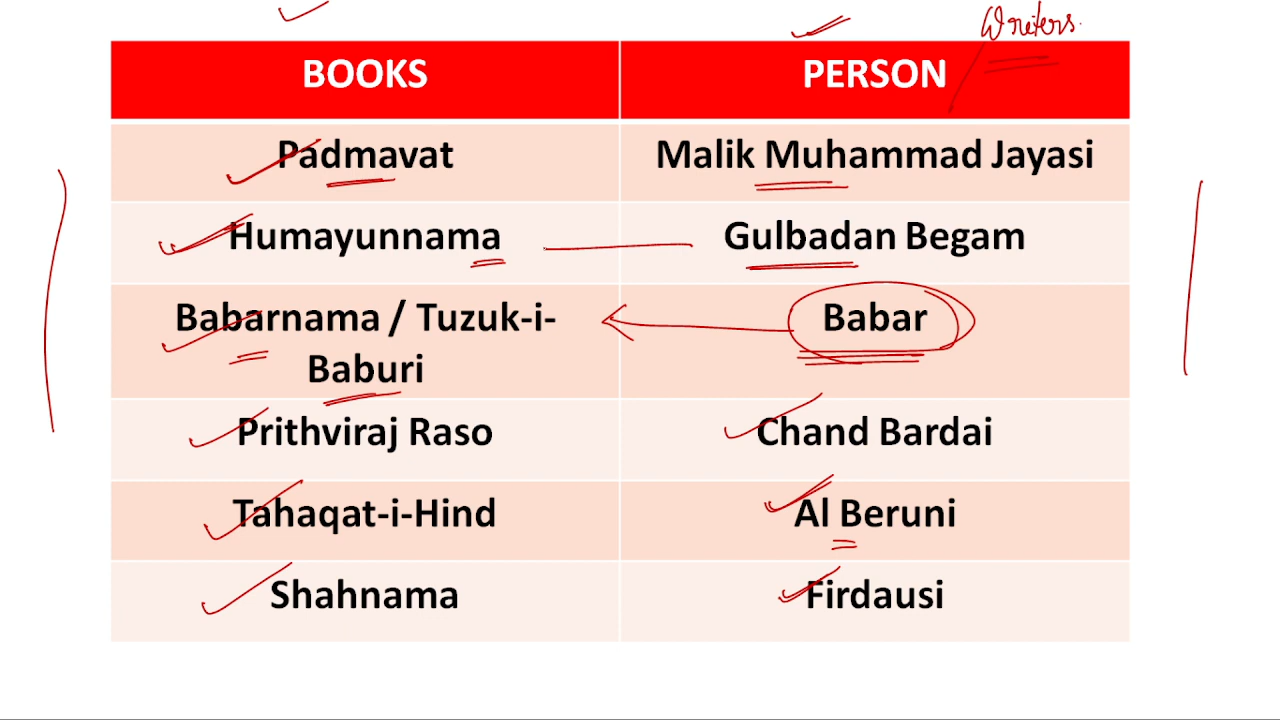 Writers.
BOOKS PERSON
Padmavat Malik Muhammad Jayasi
Humayunnama Gulbadan Begam
Babarnama / Tuzuk-i- Babar
Baburi
Prithviraj Raso Chand Bardai
Tahaqat-i-Hind Al Beruni
Shahnama Firdausi